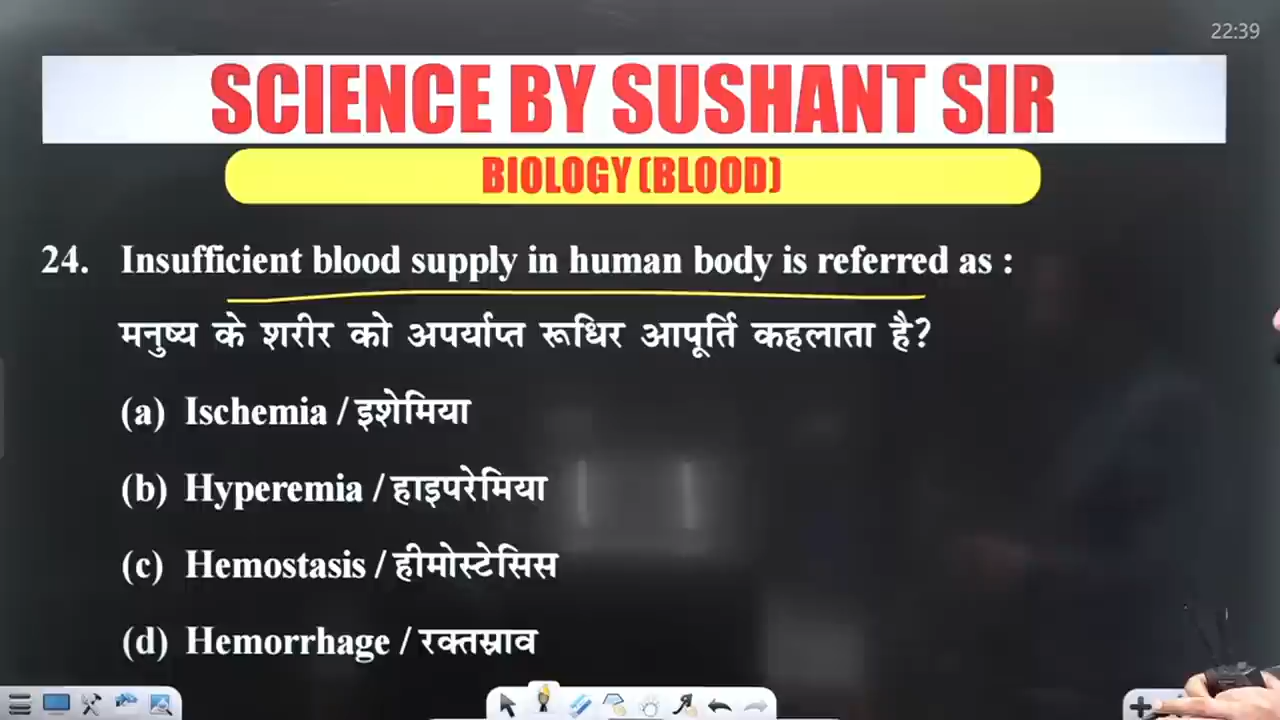 22:39
SCIENCE BY SUSHANT SIR
BIOLOGY (BLOOD)
24. Insufficient blood supply in human body is referred as :
मनुष्य के शरीर को अपर्याप्त रूधिर आपूर्ति कहलाता है?
(a) Ischemia / इशेमिया
(b) Hyperemia / हाइपरेमिया
(c) Hemostasis / हीमोस्टेसिस
(d) Hemorrhage / रक्तस्राव